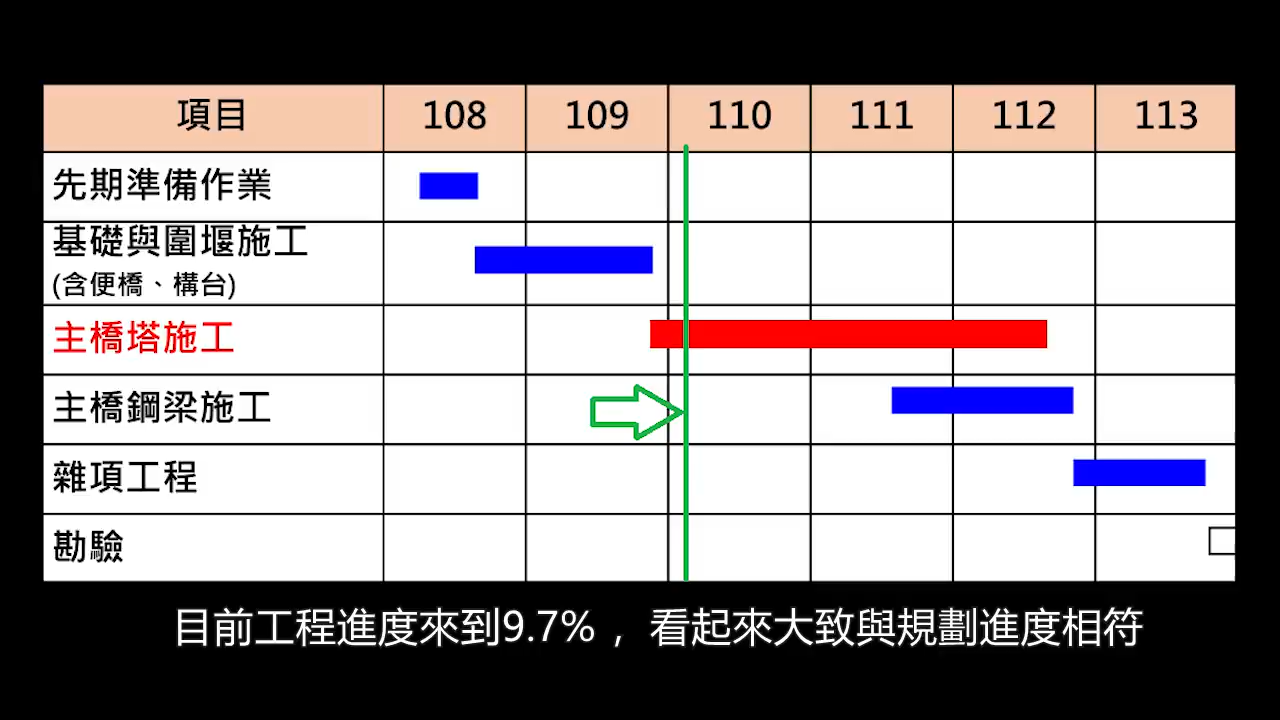 項目 108 109 110 111 112 113
先期準備作業
基礎與圍堰施工
(含便橋、構台)
主橋塔施工
主橋鋼梁施工
雜項工程
勘驗
目前工程進度來到9.7%，看起來大致與規劃進度相符